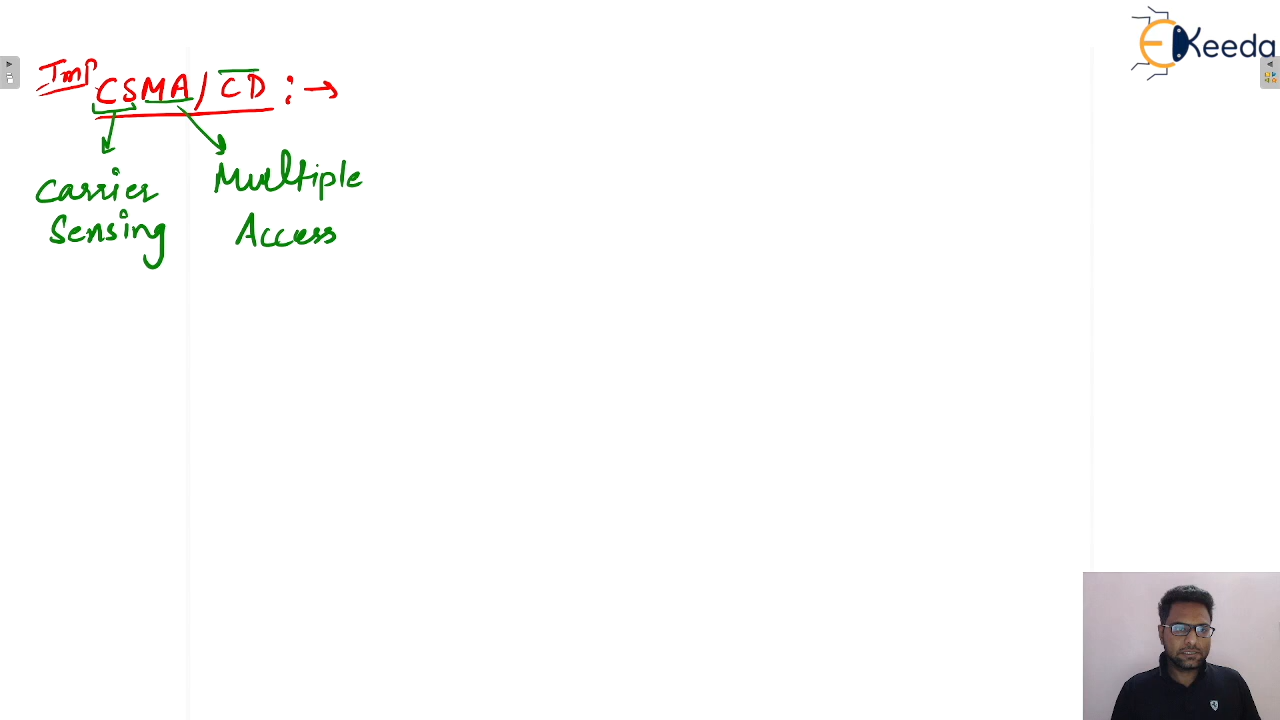 Imp CSMA/CD :→
Carrier Sensing
Multiple Access
EKeeda